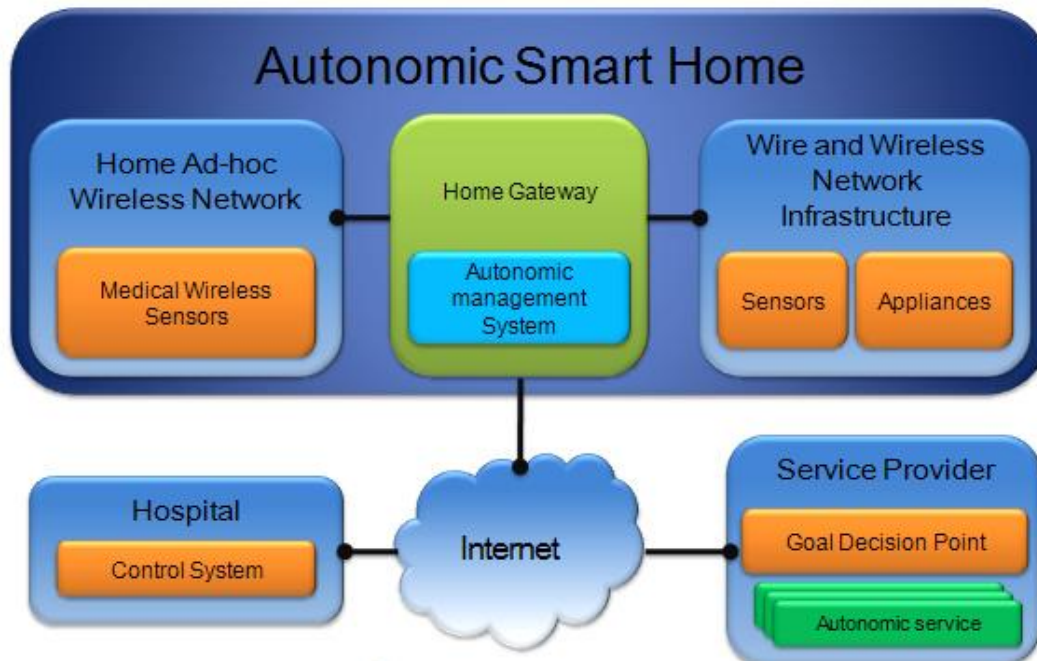 Autonomic Smart Home
Home Ad-hoc
Wireless Network
Medical Wireless
Sensors
Home Gateway
Autonomic
management
System
Wire and Wireless
Network
Infrastructure
Sensors
Appliances
Hospital
Control System
Internet
Service Provider
Goal Decision Point
Autonomic service